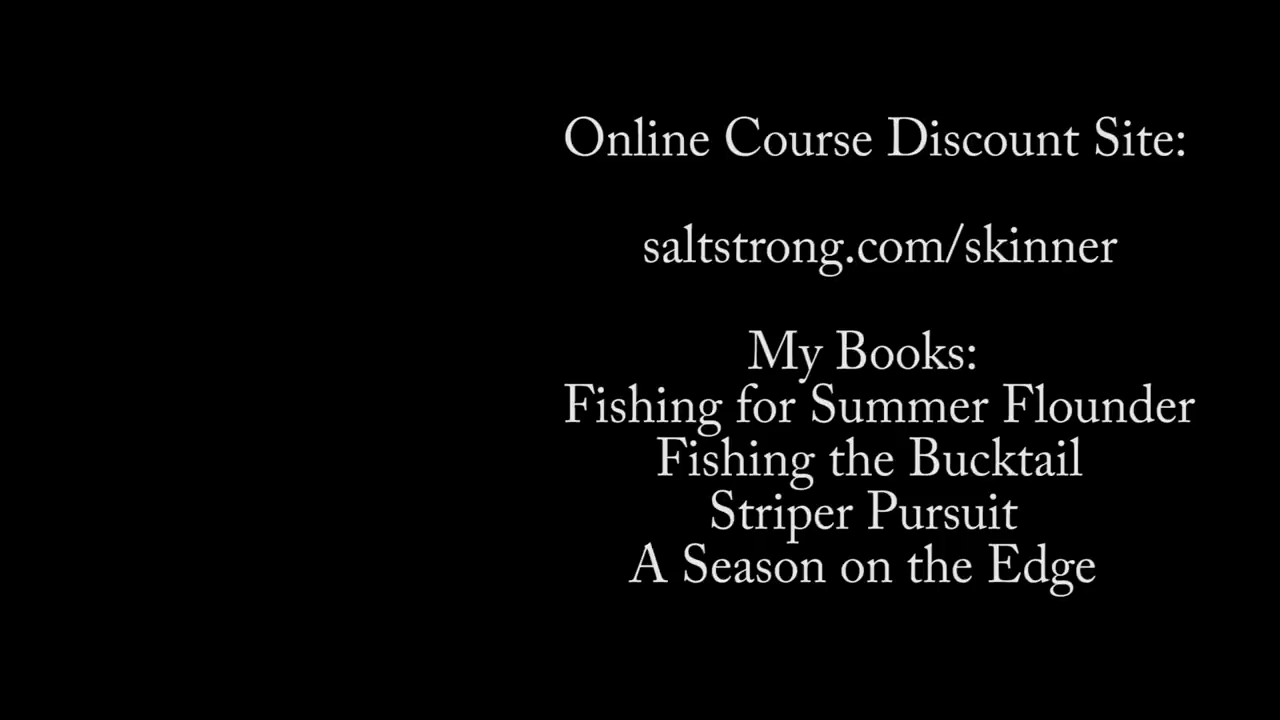 Online Course Discount Site:
saltstrong.com/skinner
My Books:
Fishing for Summer Flounder
Fishing the Bucktail
Striper Pursuit
A Season on the Edge